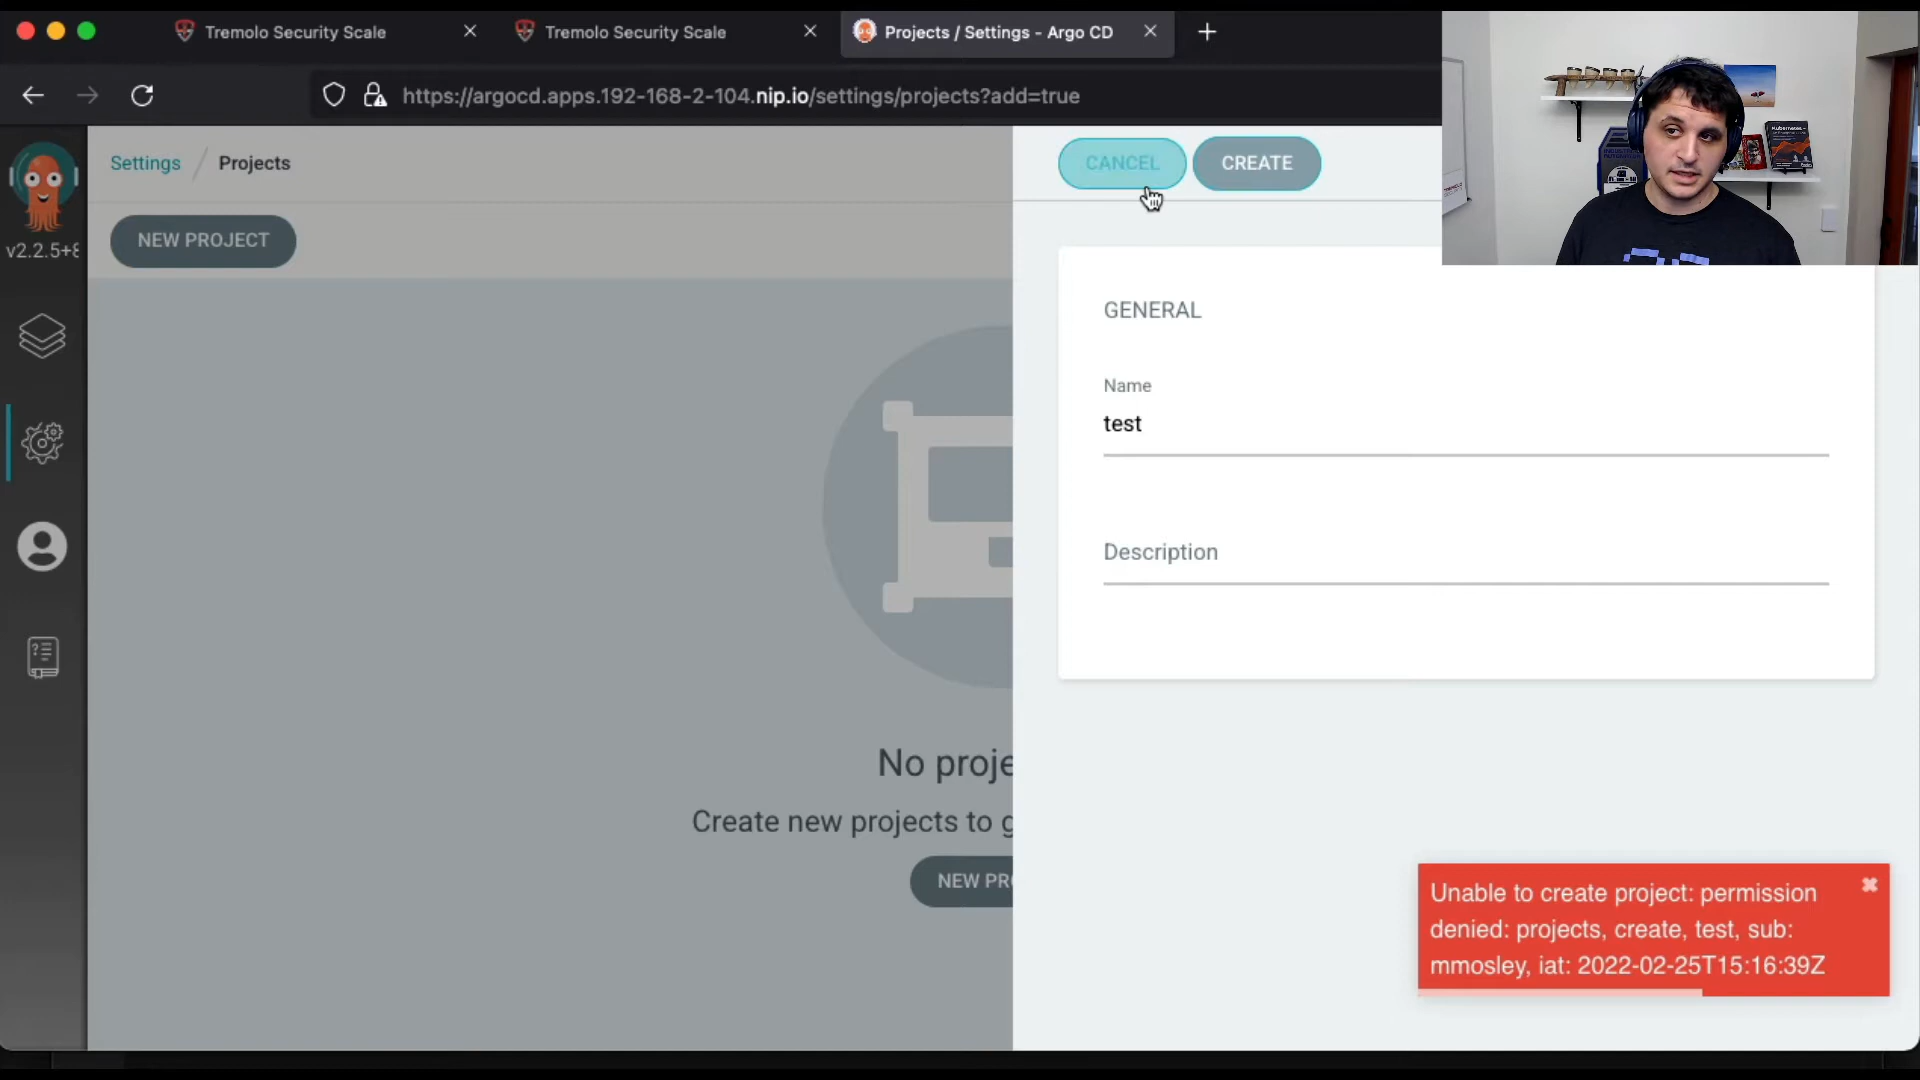 Tremolo Security Scale
Tremolo Security Scale
Projects / Settings - Argo CD
https://argocd.apps.192-168-2-104.nip.io/settings/projects?add=true
v2.2.5+8
Settings / Projects
NEW PROJECT
No proje
Create new projects to g
NEW PR
CANCEL
CREATE
GENERAL
Name
test
Description
Unable to create project: permission
denied: projects, create, test, sub:
mmosley, iat: 2022-02-25T15:16:39Z
Kubernetes -